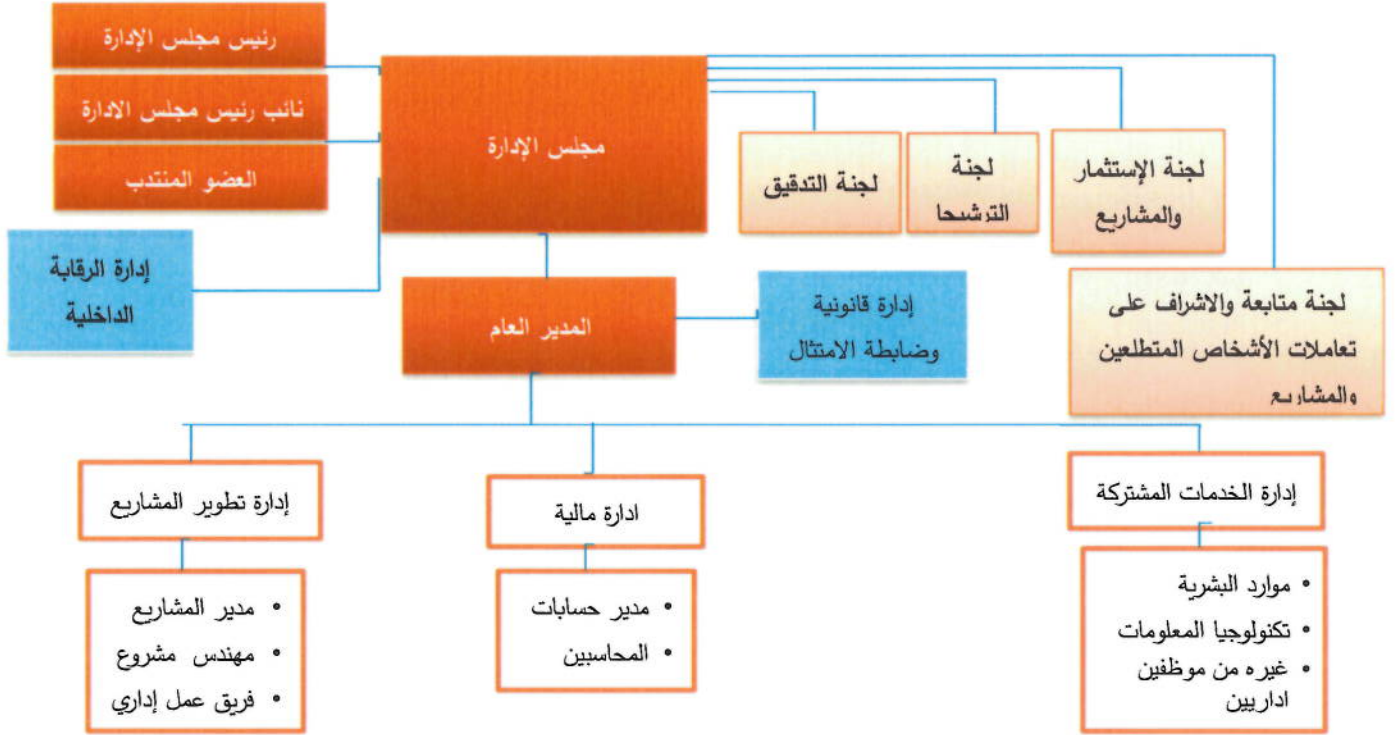 رئيس مجلس الإدارة
نائب رئيس مجلس الادارة
العضو المنتدب
مجلس الإدارة
لجنة التدقيق
لجنة
الترشيحا
لجنة الإستثمار
والمشاريع
لجنة متابعة والاشراف على
تعاملات الأشخاص المتطلعين
والمشاريع
إدارة الرقابة
الداخلية
المدير العام
إدارة قانونية
وضابطة الامتثال
إدارة الخدمات المشتركة
• موارد البشرية
• تكنولوجيا المعلومات
• غيره من موظفين
اداريين
ادارة مالية
• مدير حسابات
• المحاسبين
إدارة تطوير المشاريع
• مدير المشاريع
• مهندس مشروع
• فريق عمل إداري